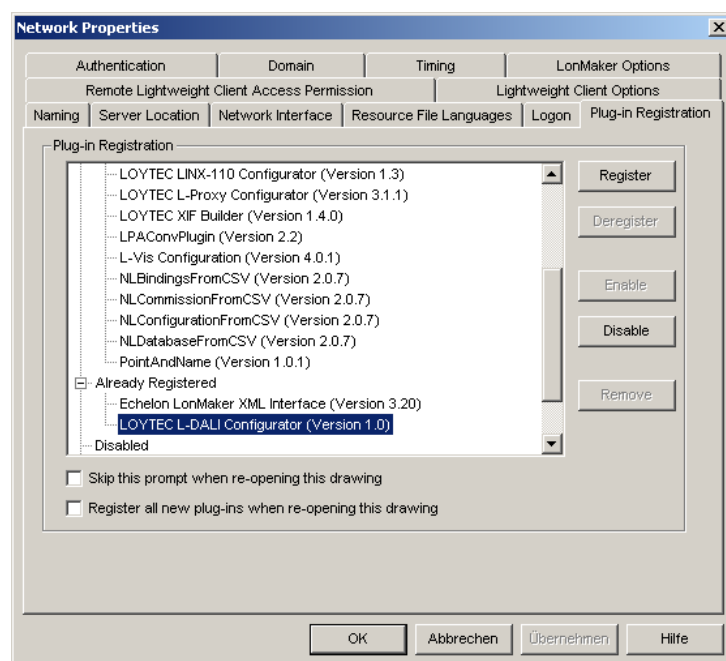 Network Properties
Authentication Domain Timing LonMaker Options
Remote Lightweight Client Access Permission Lightweight Client Options
Naming Server Location Network Interface Resource File Languages Logon Plug-in Registration
Plug-in Registration
LOYTEC LINX-110 Configurator (Version 1.3)
LOYTEC L-Proxy Configurator (Version 3.1.1)
LOYTEC XIF Builder (Version 1.4.0)
LPAConvPlugin (Version 2.2)
L-Vis Configuration (Version 4.0.1)
NLBindingsFromCSV (Version 2.0.7)
NLCommissionFromCSV (Version 2.0.7)
NLConfigurationFromCSV (Version 2.0.7)
NLDatabaseFromCSV (Version 2.0.7)
PointAndName (Version 1.0.1)
Already Registered
Echelon LonMaker XML Interface (Version 3.20)
LOYTEC L-DALI Configurator (Version 1.0)
Disabled
Register
Deregister
Enable
Disable
Remove
Skip this prompt when re-opening this drawing
Register all new plug-ins when re-opening this drawing
OK Abbrechen Übernehmen Hilfe